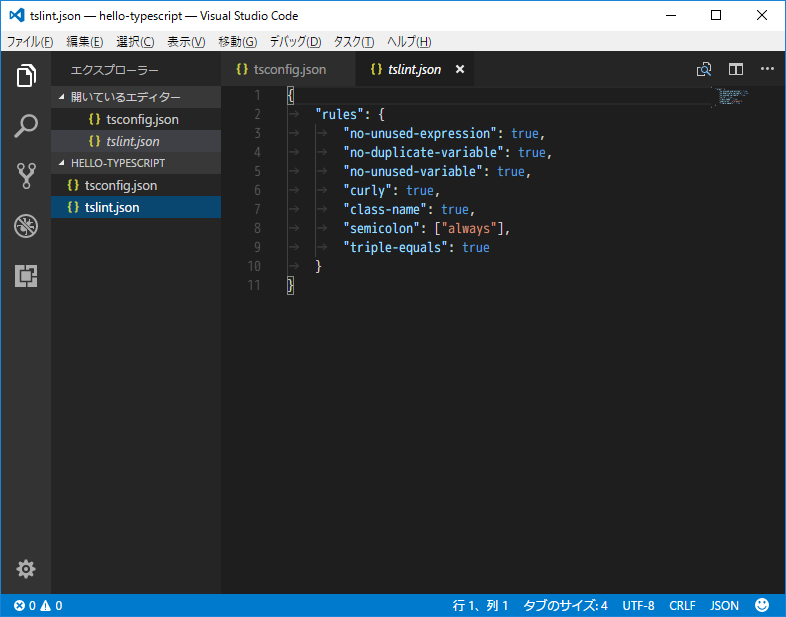 tslint.json — hello-typescript — Visual Studio Code
ファイル(F) 編集(E) 選択(C) 表示(V) 移動(G) デバッグ(D) タスク(T) ヘルプ(H)
エクスプローラー
開いているエディター
tsconfig.json
tslint.json
HELLO-TYPESCRIPT
tsconfig.json
tslint.json
tsconfig.json tslint.json
1 {
2 "rules": {
3 "no-unused-expression": true,
4 "no-duplicate-variable": true,
5 "no-unused-variable": true,
6 "curly": true,
7 "class-name": true,
8 "semicolon": ["always"],
9 "triple-equals": true
10 }
11 }
0 0 行 1、列 1 タブのサイズ: 4 UTF-8 CRLF JSON